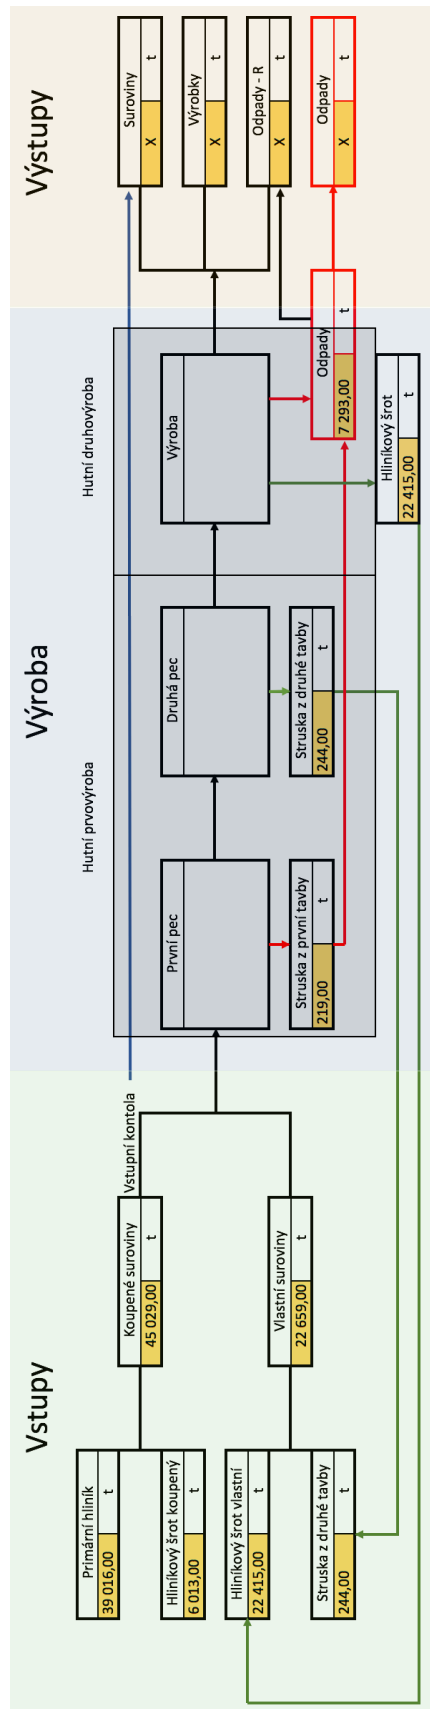 Vstupy
Výroba
Výstupy
Primární hliník
39 016,00 t
Hliníkový šrot koupený
6 013,00 t
Hliníkový šrot vlastní
22 415,00 t
Struska z druhé tavby
244,00 t
Koupené suroviny
45 029,00 t
Vlastní suroviny
22 659,00 t
Vstupní kontola
Hutní prvovýroba
První pec
Struska z první tavby
219,00 t
Druhá pec
Struska z druhé tavby
244,00 t
Hutní druhovýroba
Výroba
Odpady
7 293,00 t
Hliníkový šrot
22 415,00 t
Suroviny
X t
Výrobky
X t
Odpady - R
X t
Odpady
X t